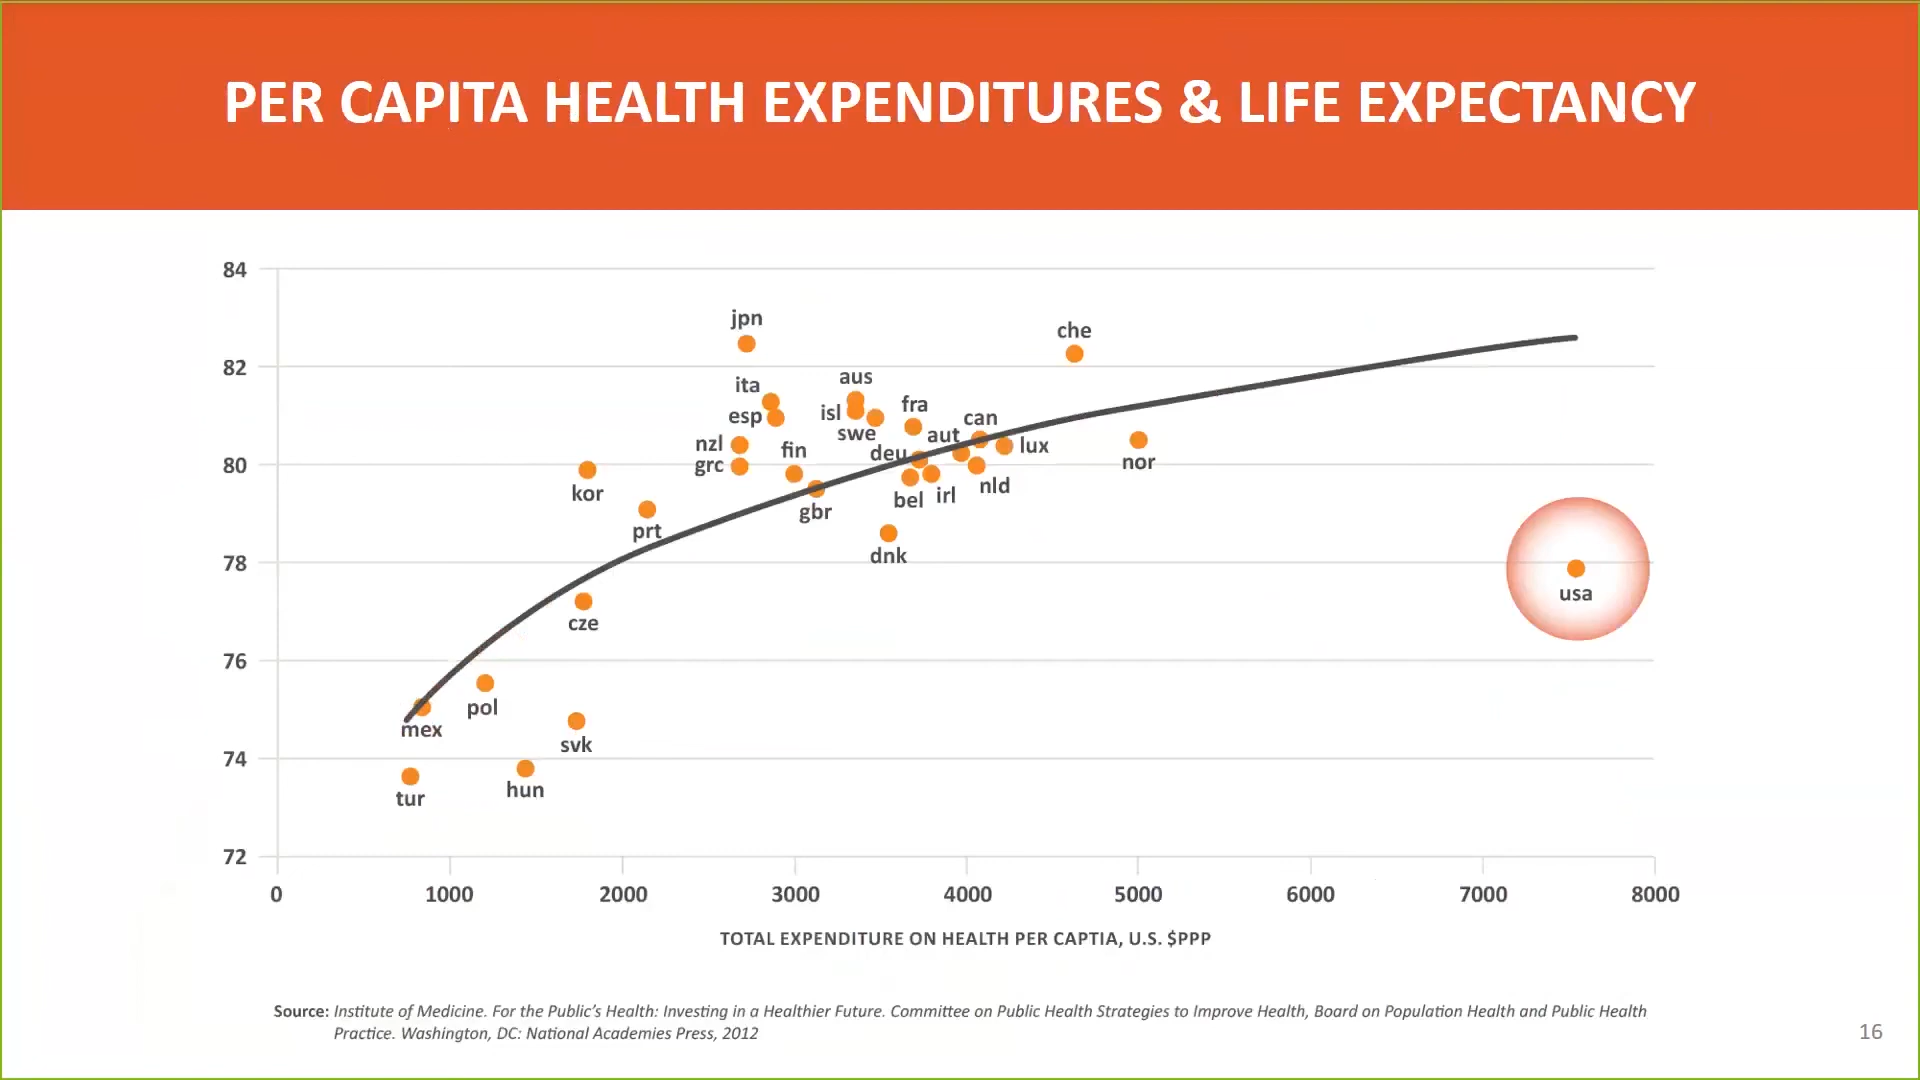 PER CAPITA HEALTH EXPENDITURES & LIFE EXPECTANCY
84
82
80
78
76
74
72
jpn
che
ita
aus
esp
isl
fra
swe
can
nzl
fin
deu
aut
lux
grc
nor
kor
gbr
bel
irl
nld
prt
dnk
usa
cze
mex
pol
svk
tur
hun
0 1000 2000 3000 4000 5000 6000 7000 8000
TOTAL EXPENDITURE ON HEALTH PER CAPTIA, U.S. $PPP
Source: Institute of Medicine. For the Public's Health: Investing in a Healthier Future. Committee on Public Health Strategies to Improve Health, Board on Population Health and Public Health
Practice. Washington, DC: National Academies Press, 2012
16